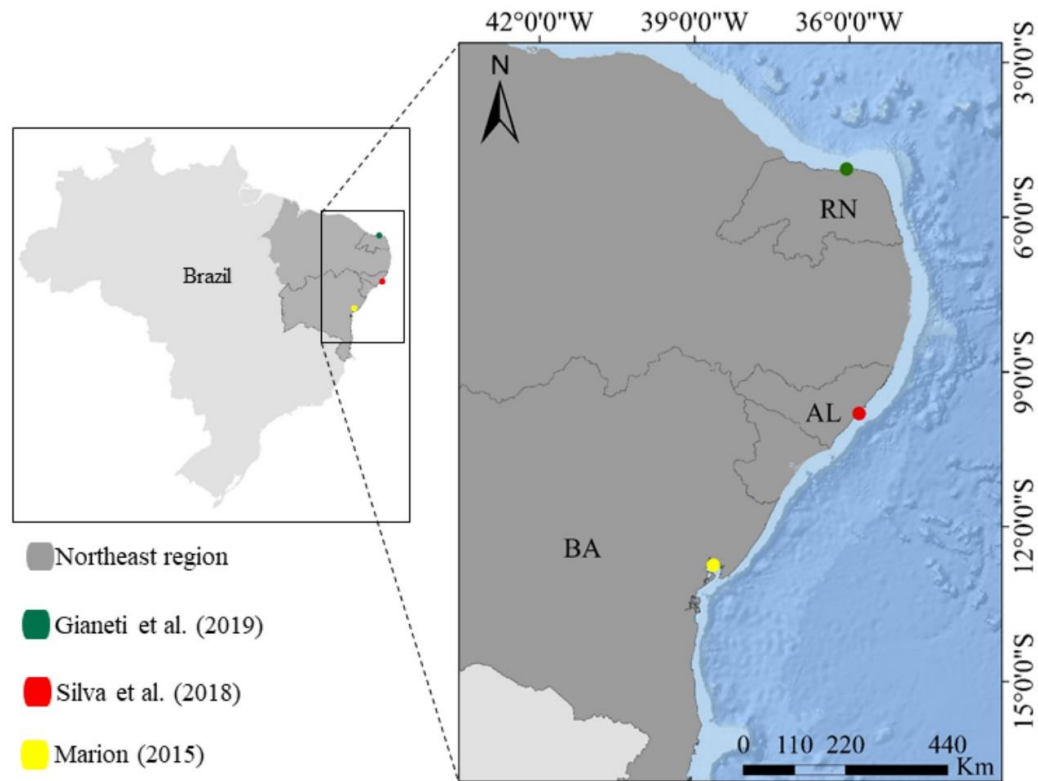 42°0'0"W 39°0'0"W 36°0'0"W
N
3°0'0"S
6°0'0"S
9°0'0"S
12°0'0"S
15°0'0"S
RN
AL
BA
Brazil
Northeast region
Gianeti et al. (2019)
Silva et al. (2018)
Marion (2015)
0 110 220 440
Km